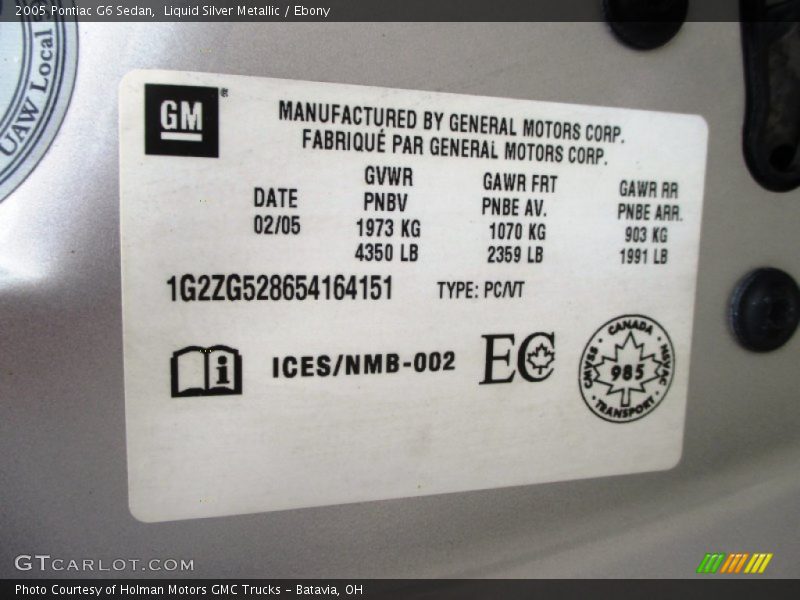 2005 Pontiac G6 Sedan,  Liquid Silver Metallic / Ebony
UAW Local
GM®
MANUFACTURED BY GENERAL MOTORS CORP.
FABRIQUÉ PAR GENERAL MOTORS CORP.
DATE GVWR GAWR FRT GAWR RR
PNBV PNBE AV. PNBE ARR.
02/05 1973 KG 1070 KG 903 KG
4350 LB 2359 LB 1991 LB
1G2ZG528654164151 TYPE: PC/VT
i ICES/NMB-002 EC
CANADA
CMVSS 985 NSVAC
TRANSPORT
GTCARLOT.COM
Photo Courtesy of Holman Motors GMC Trucks - Batavia, OH